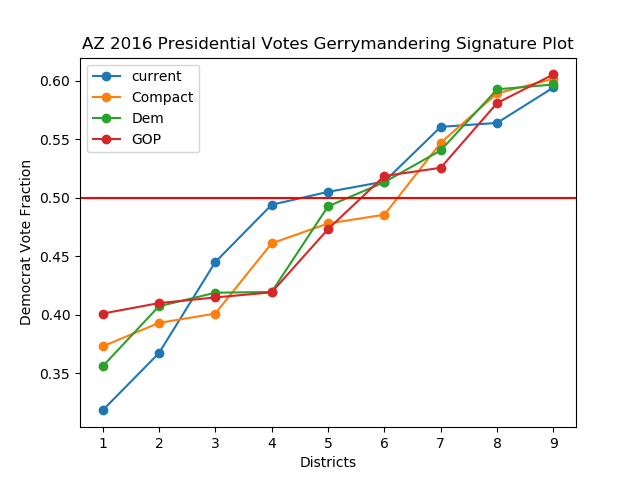 AZ 2016 Presidential Votes Gerrymandering Signature Plot
current
Compact
Dem
GOP
0.60
0.55
0.50
0.45
0.40
0.35
Democrat Vote Fraction
1 2 3 4 5 6 7 8 9
Districts